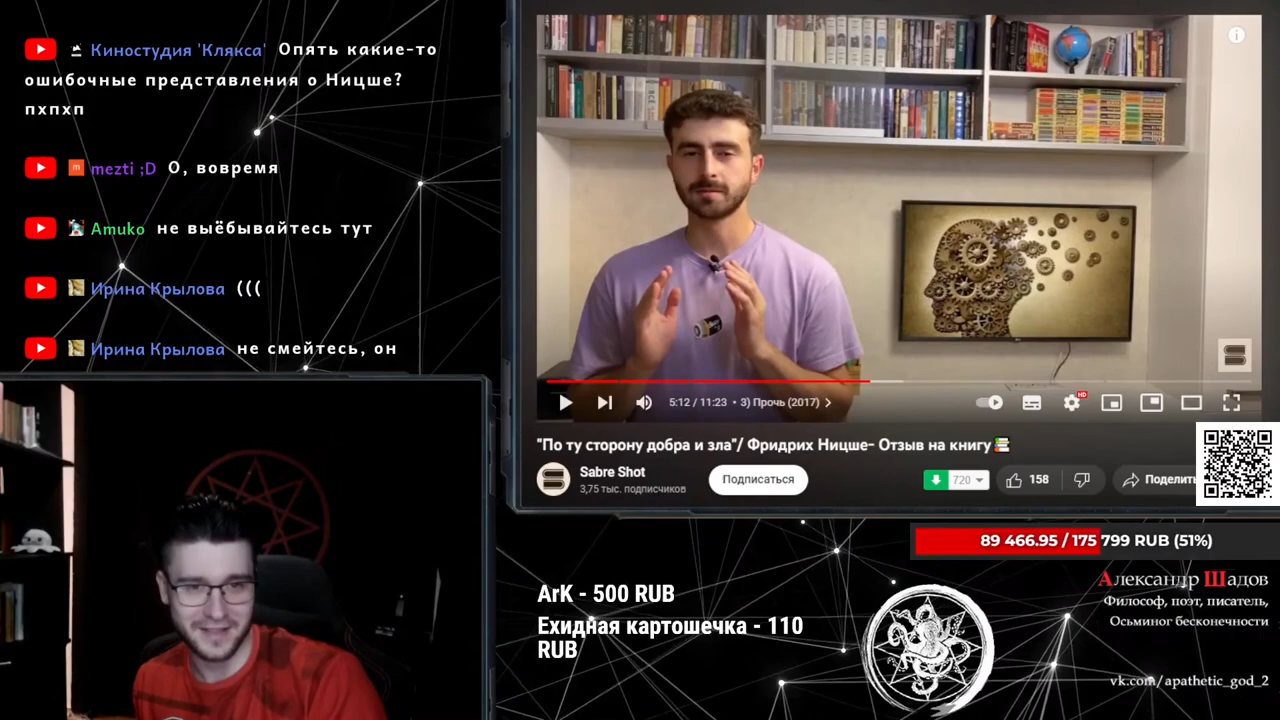 Киностудия 'Клякса' Опять какие-то
ошибочные представления о Ницше?
пхпхп
mezti ;D О, вовремя
Amuko не выёбывайтесь тут
Ирина Крылова (((
Ирина Крылова не смейтесь, он
5:12 / 11:23 • 3) Прочь (2017)
HD
"По ту сторону добра и зла"/ Фридрих Ницше- Отзыв на книгу
Sabre Shot
3,75 тыс. подписчиков
Подписаться
720
158
Поделить
89 466.95 / 175 799 RUB (51%)
ArK - 500 RUB
Ехидная картошечка - 110
RUB
Александр Шадов
Философ, поэт, писатель,
Осьминог бесконечности
vk.com/apathetic_god_2